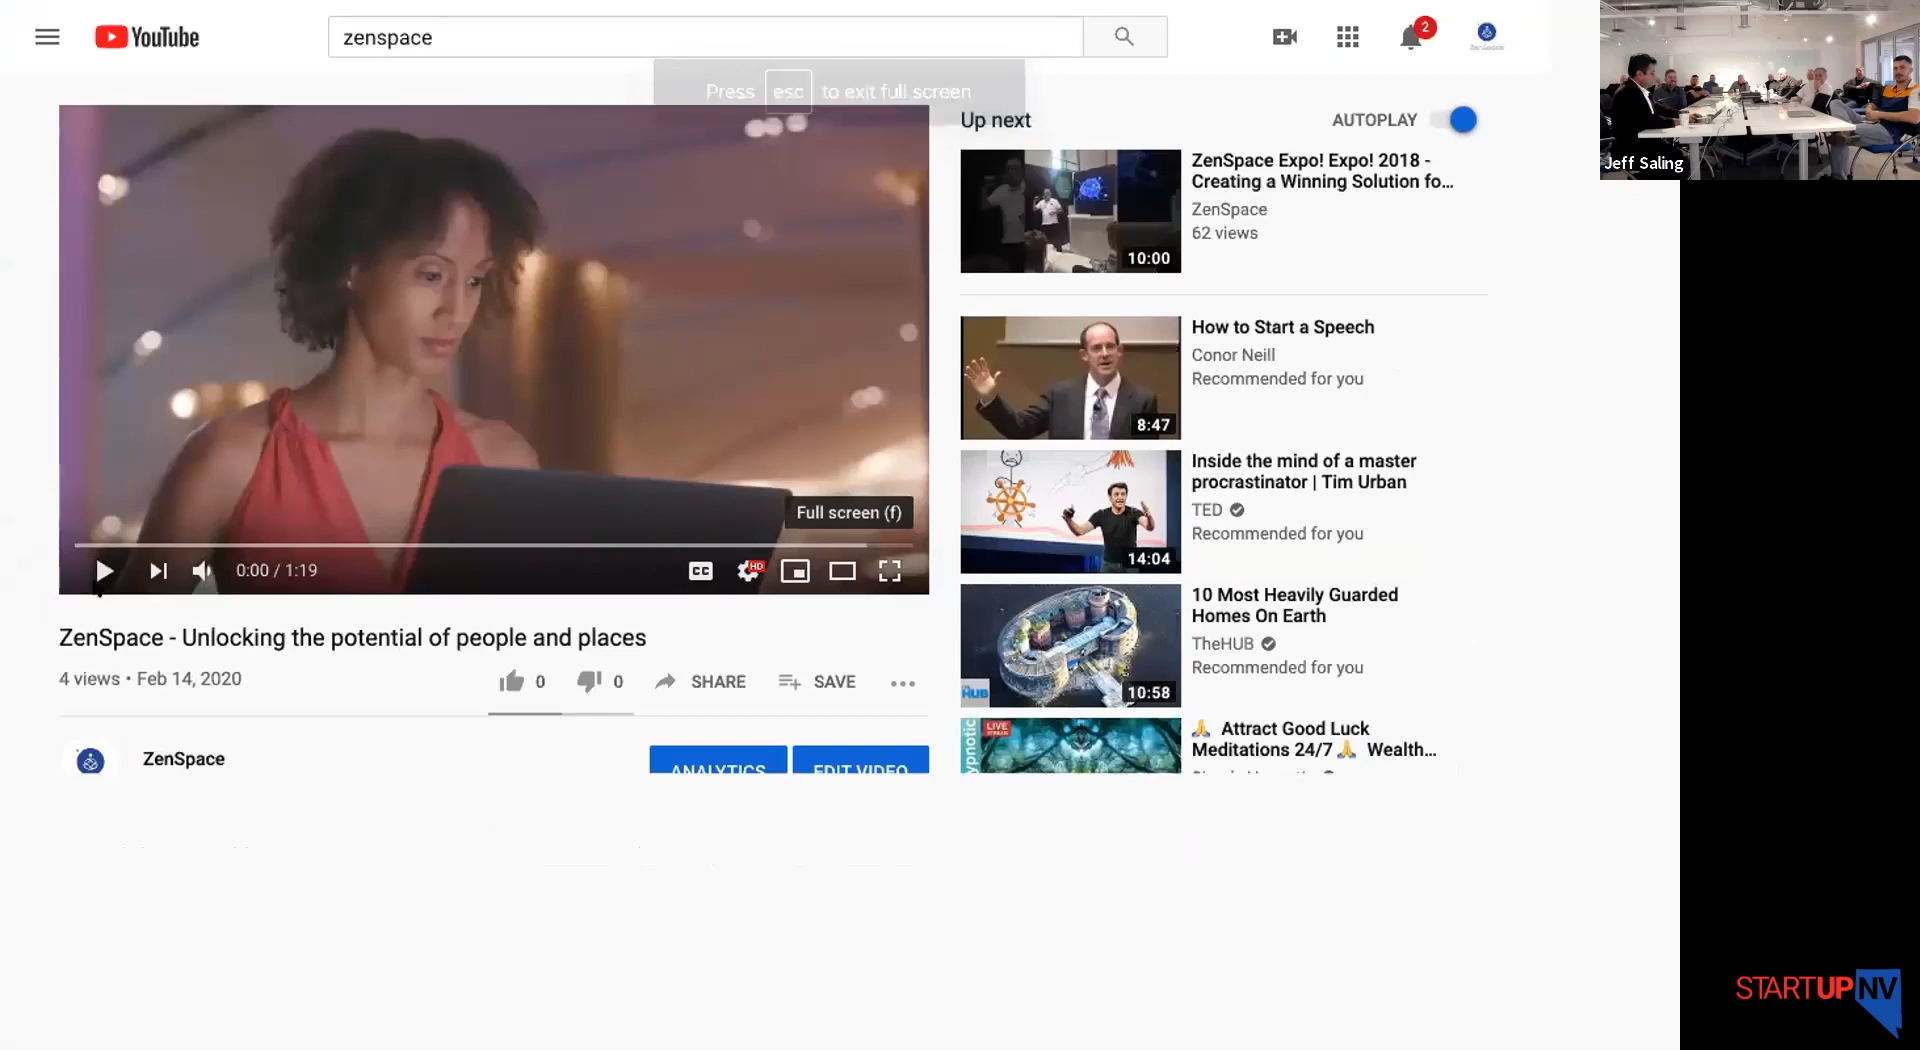 YouTube
zenspace
2
ZenSpace
Press esc to exit full screen
Jeff Saling
Up next
AUTOPLAY
ZenSpace Expo! Expo! 2018 -
Creating a Winning Solution fo...
ZenSpace
62 views
10:00
How to Start a Speech
Conor Neill
Recommended for you
8:47
Inside the mind of a master
procrastinator | Tim Urban
TED
Recommended for you
14:04
10 Most Heavily Guarded
Homes On Earth
TheHUB
Recommended for you
HUB
10:58
LIVE
STREAM
🙏 Attract Good Luck
Meditations 24/7 🙏 Wealth...
Full screen (f)
0:00 / 1:19
CC
HD
ZenSpace - Unlocking the potential of people and places
4 views • Feb 14, 2020
0
0
SHARE
SAVE
ZenSpace
ANALYTICS
EDIT VIDEO
STARTUPNV